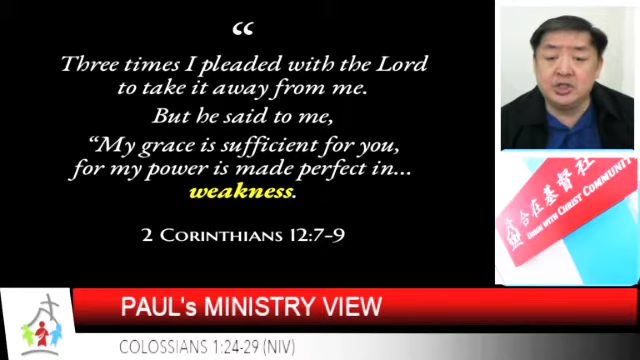 “
Three times I pleaded with the Lord
to take it away from me.
But he said to me,
“My grace is sufficient for you,
for my power is made perfect in...
weakness.
2 CORINTHIANS 12:7-9
合在基督社
UNION WITH CHRIST COMMUNI
PAUL's MINISTRY VIEW
COLOSSIANS 1:24-29 (NIV)